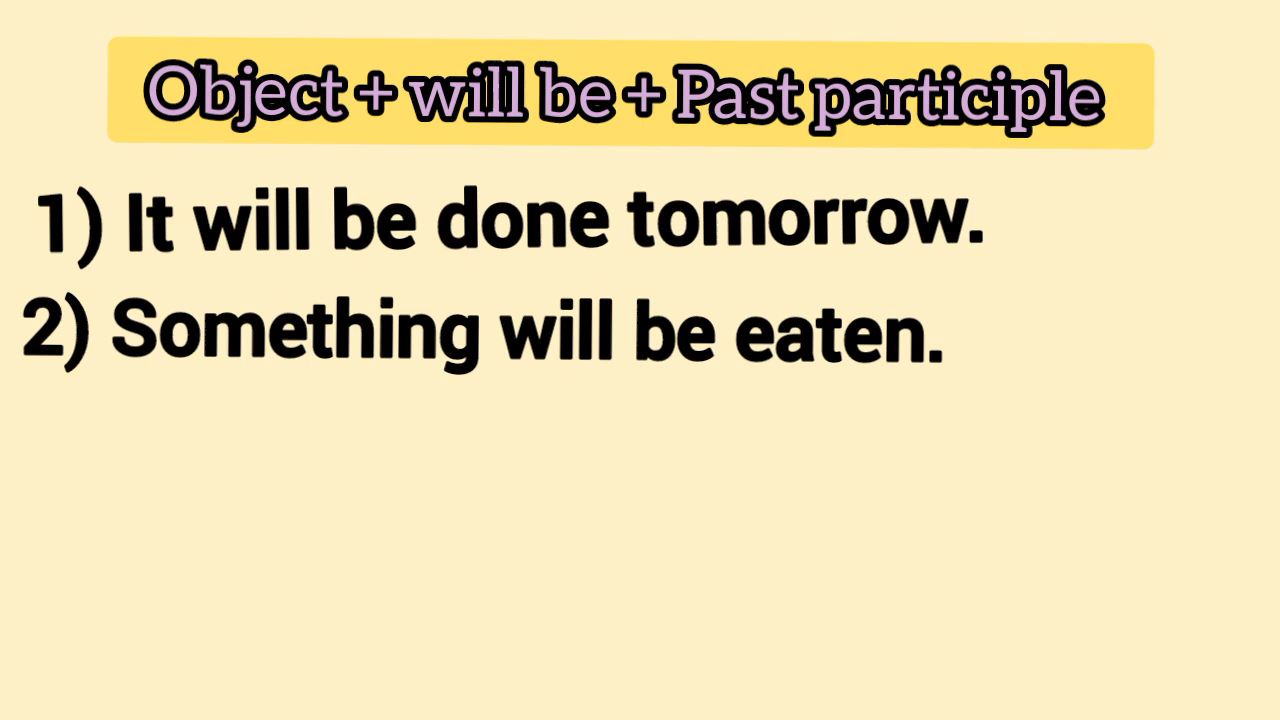 Object + will be + Past participle
1) It will be done tomorrow.
2) Something will be eaten.